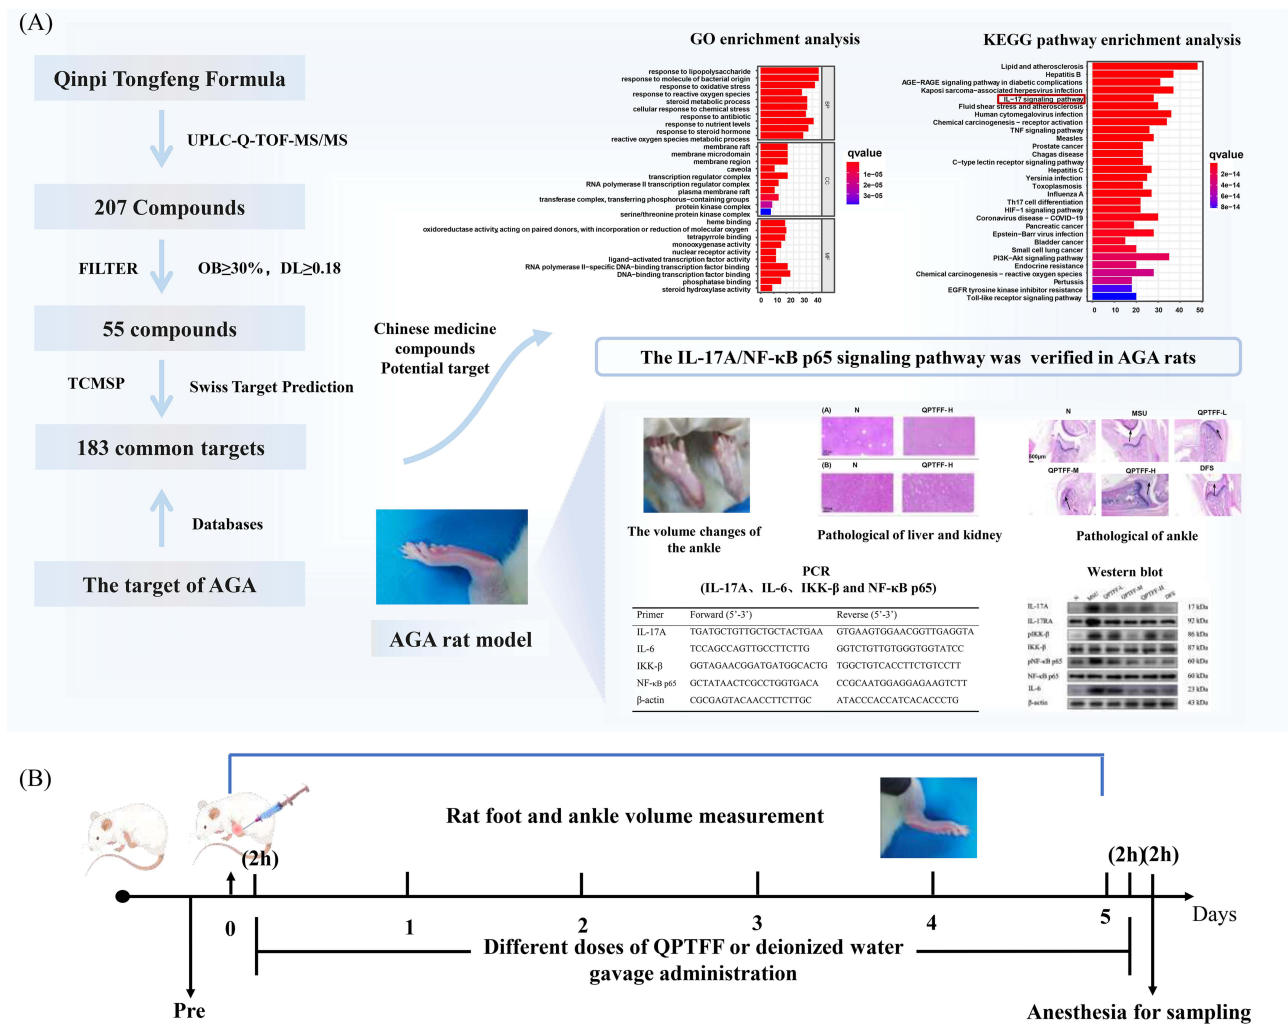 (A)
Qinpi Tongfeng Formula
UPLC-Q-TOF-MS/MS
207 Compounds
FILTER
OB≥30%，DL≥0.18
55 compounds
TCMSP
Swiss Target Prediction
183 common targets
Databases
The target of AGA
Chinese medicine
compounds
Potential target
AGA rat model
GO enrichment analysis
response to lipopolysaccharide
response to molecule of bacterial origin
response to oxidative stress
response to reactive oxygen species
steroid metabolic process
cellular response to chemical stress
response to antibiotic
response to nutrient levels
response to steroid hormone
reactive oxygen species metabolic process
BP
membrane raft
membrane microdomain
membrane region
caveola
transcription regulator complex
RNA polymerase II transcription regulator complex
plasma membrane raft
transferase complex, transferring phosphorus−containing groups
protein kinase complex
serine/threonine protein kinase complex
CC
heme binding
oxidoreductase activity, acting on paired donors, with incorporation or reduction of molecular oxygen
tetrapyrrole binding
monooxygenase activity
nuclear receptor activity
ligand−activated transcription factor activity
RNA polymerase II−specific DNA−binding transcription factor binding
DNA−binding transcription factor binding
phosphatase binding
steroid hydroxylase activity
MF
0 10 20 30 40
qvalue
1e−05
2e−05
3e−05
KEGG pathway enrichment analysis
Lipid and atherosclerosis
Hepatitis B
AGE−RAGE signaling pathway in diabetic complications
Kaposi sarcoma−associated herpesvirus infection
IL−17 signaling pathway
Fluid shear stress and atherosclerosis
Human cytomegalovirus infection
Chemical carcinogenesis − receptor activation
TNF signaling pathway
Measles
Prostate cancer
Chagas disease
C−type lectin receptor signaling pathway
Hepatitis C
Yersinia infection
Toxoplasmosis
Influenza A
Th17 cell differentiation
HIF−1 signaling pathway
Coronavirus disease − COVID−19
Pancreatic cancer
Epstein−Barr virus infection
Bladder cancer
Small cell lung cancer
PI3K−Akt signaling pathway
Endocrine resistance
Chemical carcinogenesis − reactive oxygen species
Pertussis
EGFR tyrosine kinase inhibitor resistance
Toll−like receptor signaling pathway
0 10 20 30 40 50
qvalue
2e−14
4e−14
6e−14
8e−14
The IL-17A/NF-κB p65 signaling pathway was verified in AGA rats
The volume changes of
the ankle
(A) N QPTFF-H
(B) N QPTFF-H
Pathological of liver and kidney
N MSU QPTFF-L
500μm
QPTFF-M QPTFF-H DFS
Pathological of ankle
PCR
(IL-17A、IL-6、IKK-β and NF-κB p65)
Primer Forward (5’-3’) Reverse (5’-3’)
IL-17A TGATGCTGTTGCTGCTACTGAA GTGAAGTGGAACGGTTGAGGTA
IL-6 TCCAGCCAGTTGCCTTCTTG GGTCTGTTGTGGGTGGTATCC
IKK-β GGTAGAACGGATGATGGCACTG TGGCTGTCACCTTCTGTCCTT
NF-κB p65 GCTATAACTCGCCTGGTGACA CCGCAATGGAGGAGAAGTCTT
β-actin CGCGAGTACAACCTTCTTGC ATACCCACCATCACACCCTG
Western blot
N MSU QPTFF-L QPTFF-M QPTFF-H DFS
IL-17A 17 kDa
IL-17RA 92 kDa
pIKK-β 86 kDa
IKK-β 87 kDa
pNF-κB p65 60 kDa
NF-κB p65 60 kDa
IL-6 23 kDa
β-actin 43 kDa
(B)
Rat foot and ankle volume measurement
(2h)
(2h)(2h)
0 1 2 3 4 5 Days
Different doses of QPTFF or deionized water
gavage administration
Pre
Anesthesia for sampling